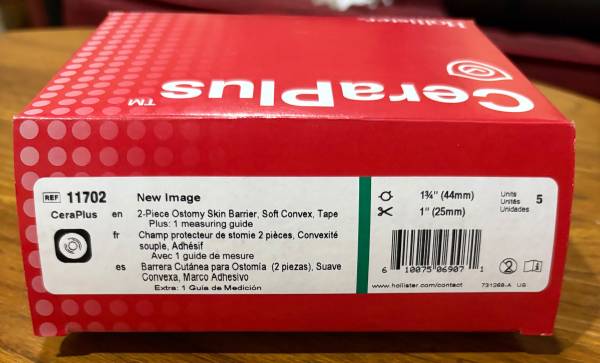 Hollister
CeraPlus™
REF 11702
CeraPlus
New Image
en 2-Piece Ostomy Skin Barrier, Soft Convex, Tape
Plus: 1 measuring guide
fr Champ protecteur de stomie 2 pièces, Convexité
souple, Adhésif
Avec 1 guide de mesure
es Barrera Cutánea para Ostomía (2 piezas), Suave
Convexa, Marco Adhesivo
Extra: 1 Guía de Medición
1¾" (44mm)
1" (25mm)
Units
Unités
Unidades
5
6 10075 06907 1
www.hollister.com/contact
731268-A US